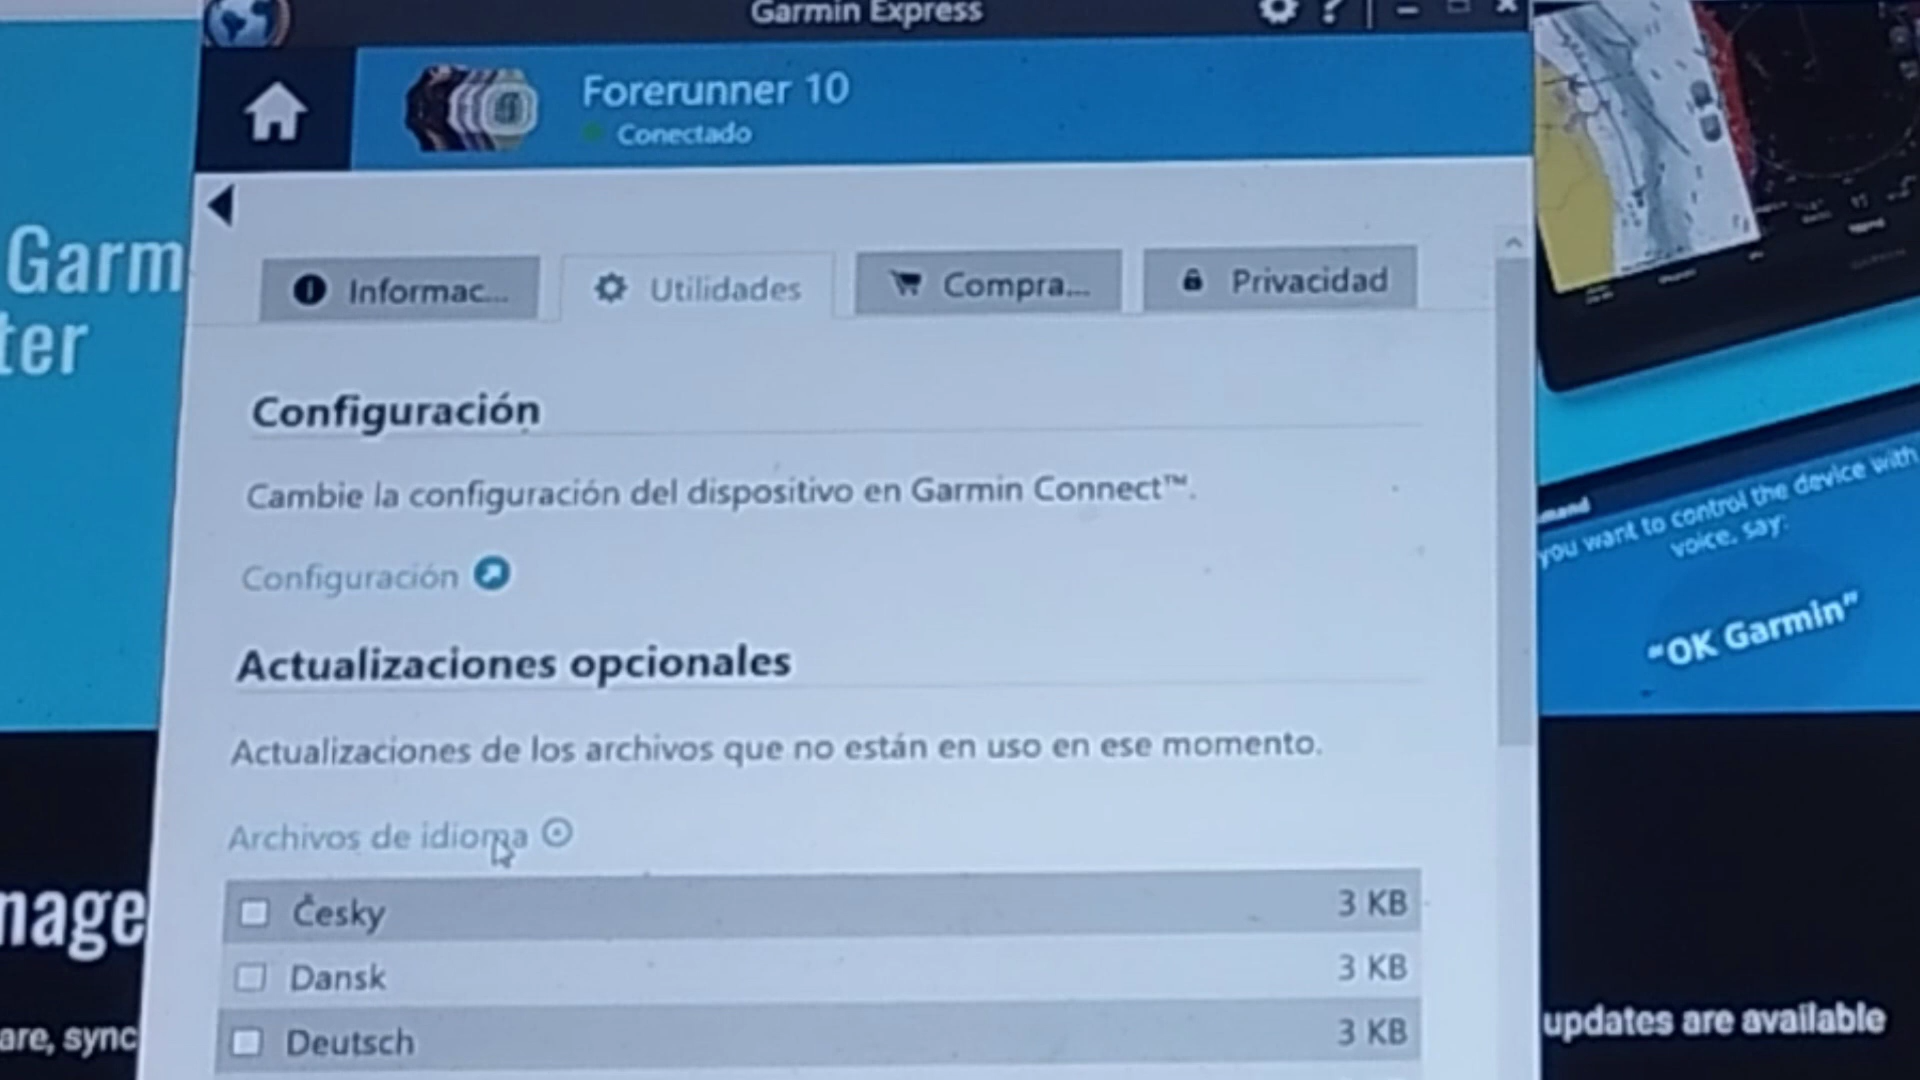 Garmin Express
?
Forerunner 10
Conectado
Informac...
Utilidades
Compra...
Privacidad
Configuración
Cambie la configuración del dispositivo en Garmin Connect™.
Configuración
Actualizaciones opcionales
Actualizaciones de los archivos que no están en uso en ese momento.
Archivos de idioma
Česky 3 KB
Dansk 3 KB
Deutsch 3 KB
Garm
ter
nage
are, sync
you want to control the device with
voice, say:
"OK Garmin"
updates are available